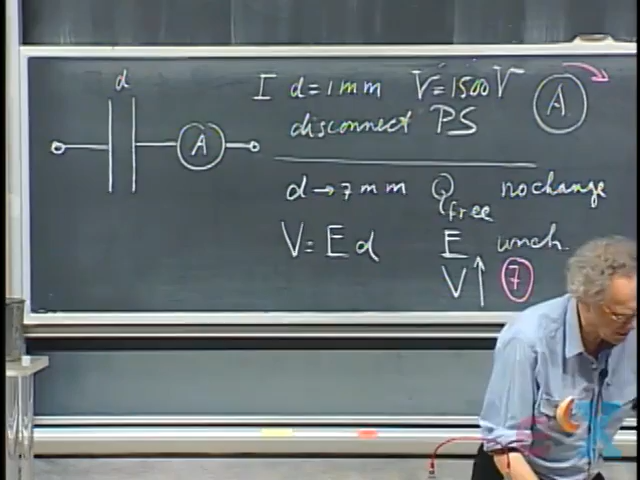 d
A
I d=1mm V=1500V
disconnect PS
A
d→7mm Q free no change
V=Ed E unch.
V↑ 7